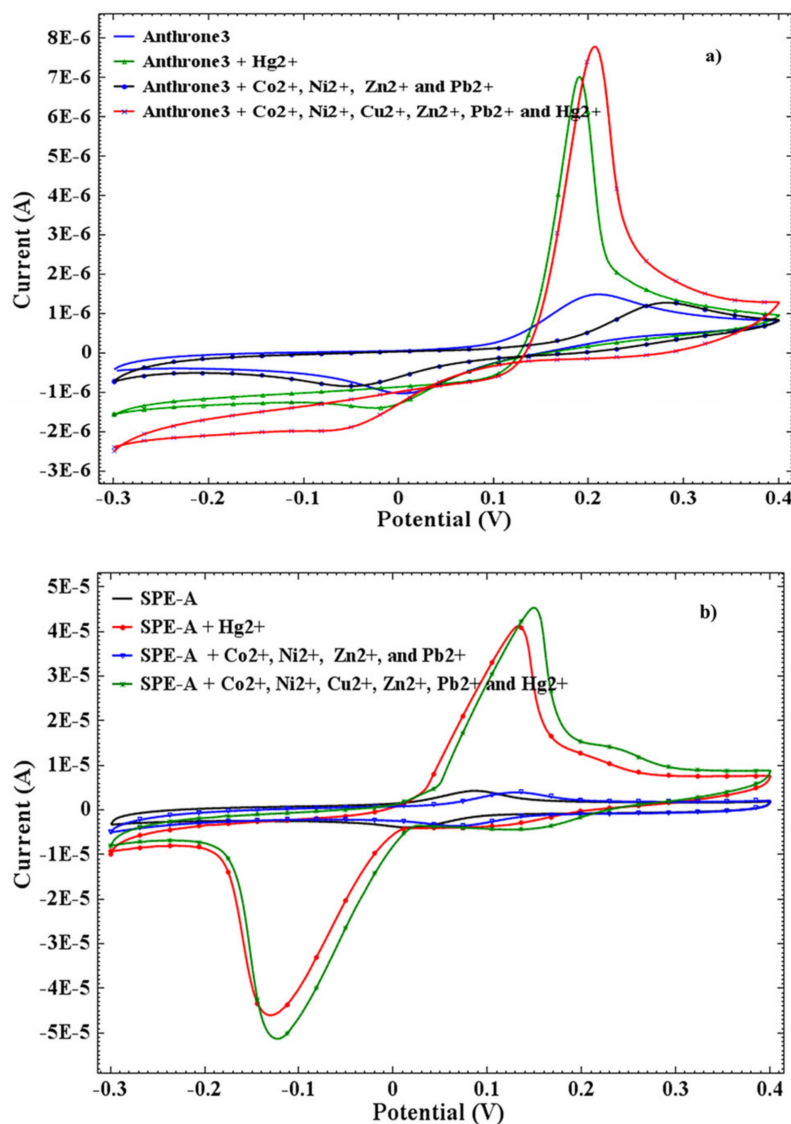 8E-6
7E-6
6E-6
5E-6
4E-6
3E-6
2E-6
1E-6
0
-1E-6
-2E-6
-3E-6
Current (A)
Anthrone3
Anthrone3 + Hg2+
Anthrone3 + Co2+, Ni2+, Zn2+ and Pb2+
Anthrone3 + Co2+, Ni2+, Cu2+, Zn2+, Pb2+ and Hg2+
a)
-0.3 -0.2 -0.1 0 0.1 0.2 0.3 0.4
Potential (V)
5E-5
4E-5
3E-5
2E-5
1E-5
0
-1E-5
-2E-5
-3E-5
-4E-5
-5E-5
Current (A)
SPE-A
SPE-A + Hg2+
SPE-A + Co2+, Ni2+, Zn2+, and Pb2+
SPE-A + Co2+, Ni2+, Cu2+, Zn2+, Pb2+ and Hg2+
b)
-0.3 -0.2 -0.1 0 0.1 0.2 0.3 0.4
Potential (V)